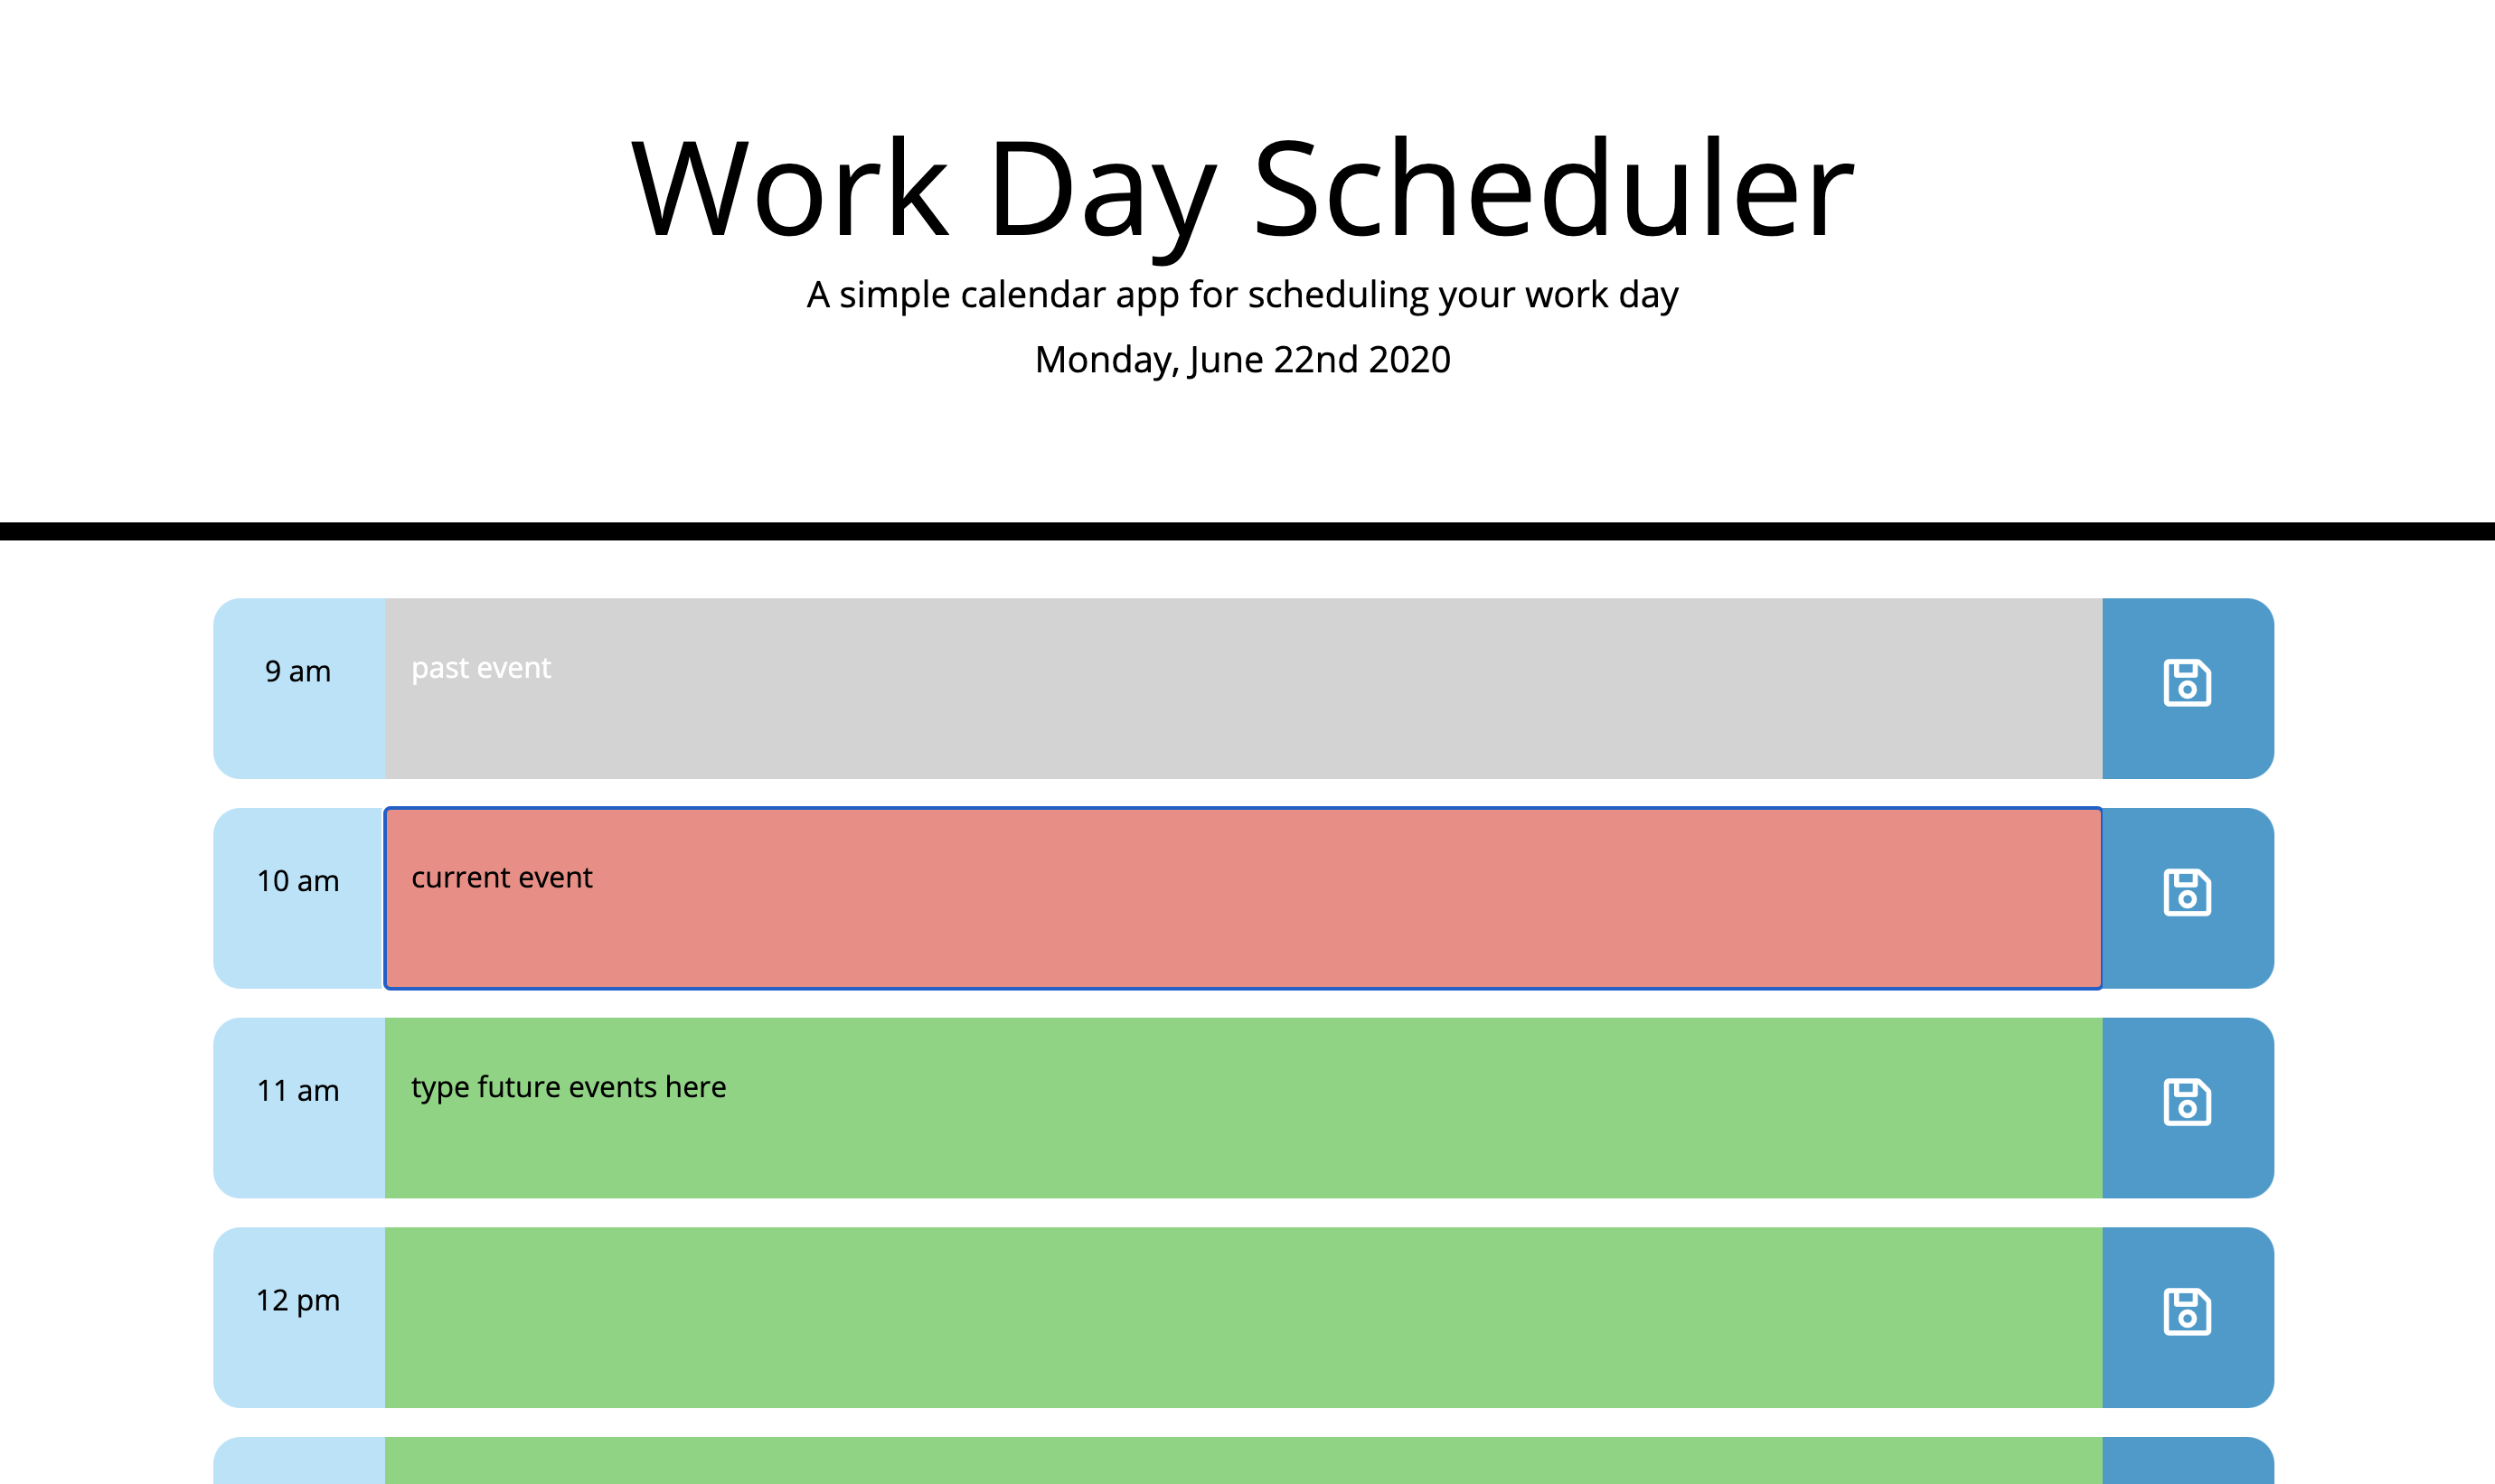 Work Day Scheduler
A simple calendar app for scheduling your work day
Monday, June 22nd 2020
9 am
past event
10 am
current event
11 am
type future events here
12 pm